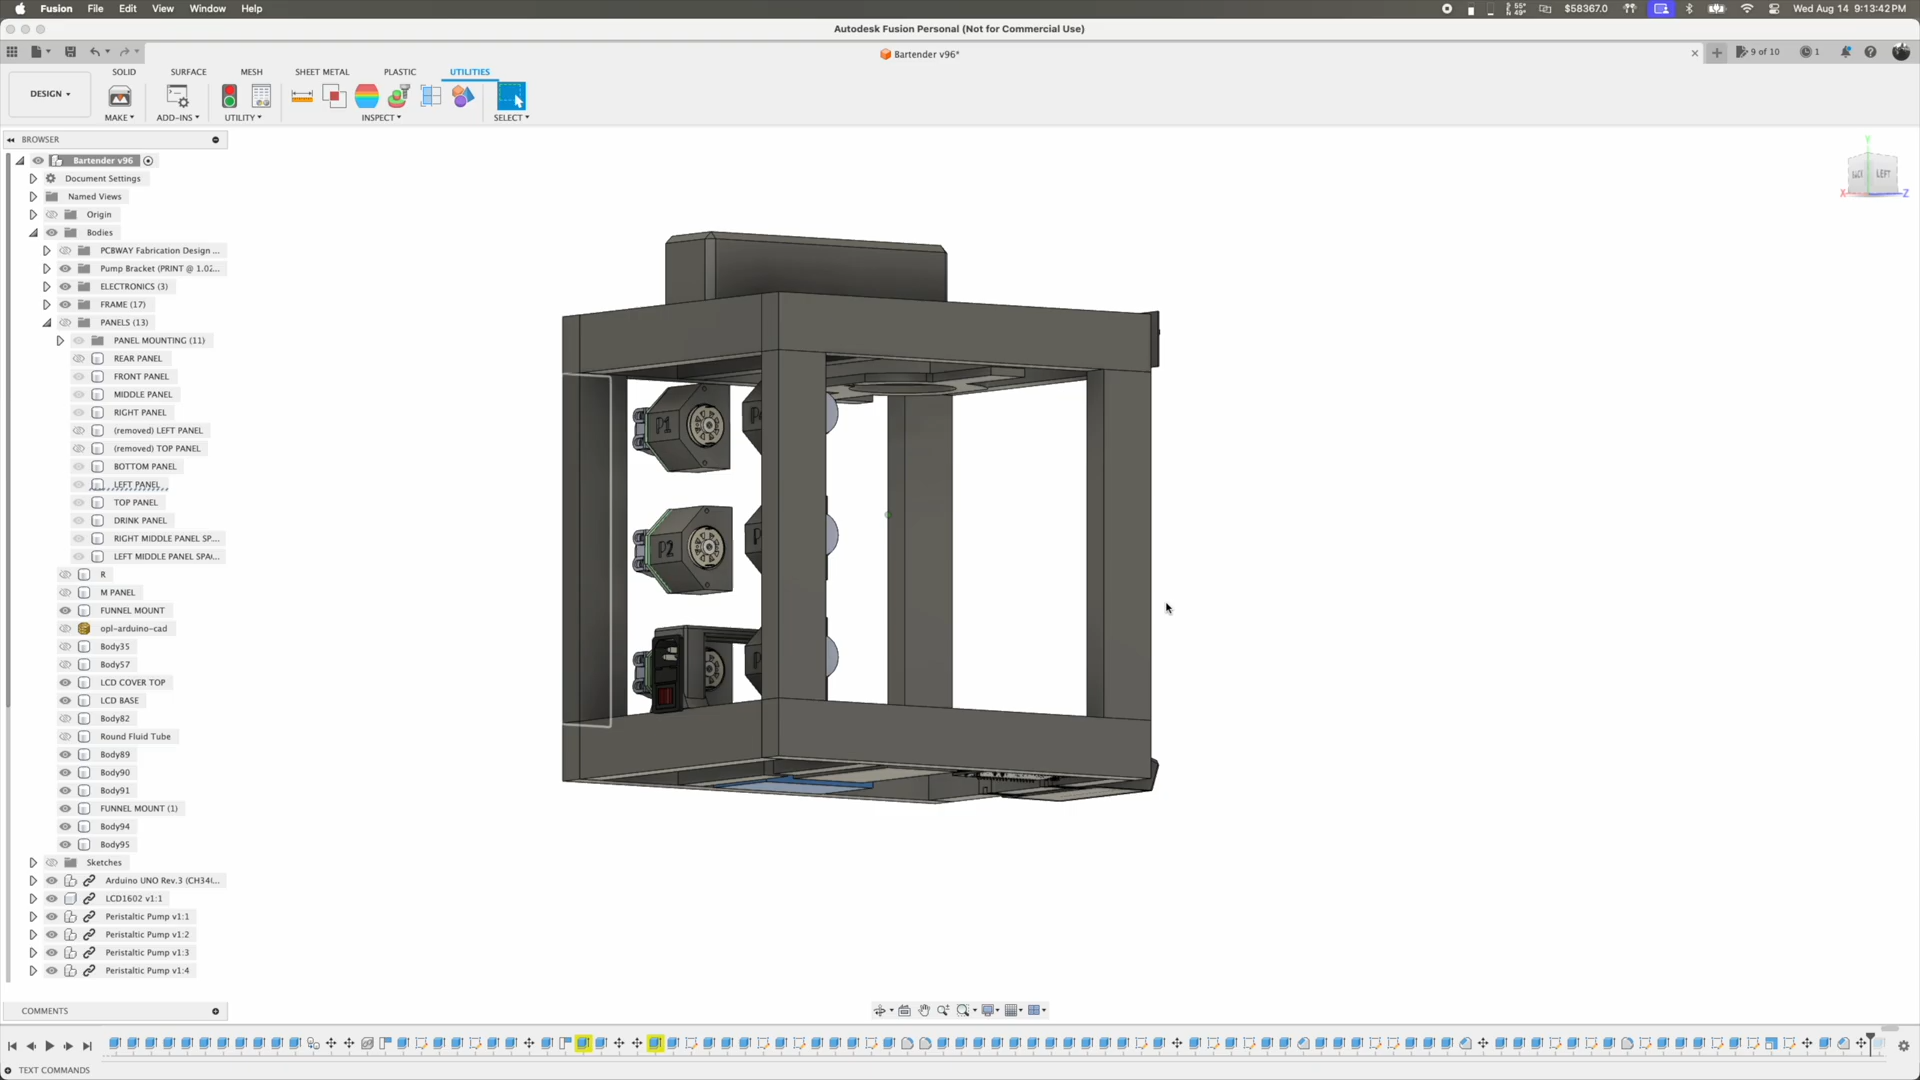 Fusion File Edit View Window Help
55°
N 49°
$58367.0
Wed Aug 14 9:13:42 PM
Autodesk Fusion Personal (Not for Commercial Use)
Bartender v96*
9 of 10
1
SOLID SURFACE MESH SHEET METAL PLASTIC UTILITIES
DESIGN
MAKE ADD-INS UTILITY INSPECT SELECT
BROWSER
Bartender v96
Document Settings
Named Views
Origin
Bodies
PCBWAY Fabrication Design ...
Pump Bracket (PRINT @ 1.02...
ELECTRONICS (3)
FRAME (17)
PANELS (13)
PANEL MOUNTING (11)
REAR PANEL
FRONT PANEL
MIDDLE PANEL
RIGHT PANEL
(removed) LEFT PANEL
(removed) TOP PANEL
BOTTOM PANEL
LEFT PANEL
TOP PANEL
DRINK PANEL
RIGHT MIDDLE PANEL SP...
LEFT MIDDLE PANEL SPA...
R
M PANEL
FUNNEL MOUNT
opl-arduino-cad
Body35
Body57
LCD COVER TOP
LCD BASE
Body82
Round Fluid Tube
Body89
Body90
Body91
FUNNEL MOUNT (1)
Body94
Body95
Sketches
Arduino UNO Rev.3 (CH34(...
LCD1602 v1:1
Peristaltic Pump v1:1
Peristaltic Pump v1:2
Peristaltic Pump v1:3
Peristaltic Pump v1:4
P1
P2
Y
BACK LEFT
X Z
COMMENTS
TEXT COMMANDS